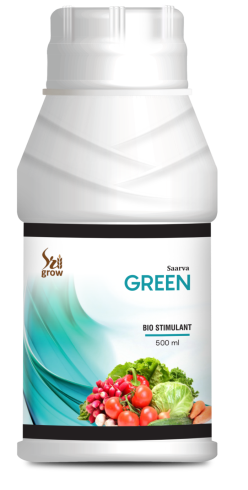 grow
Saarva
GREEN
BIO STIMULANT
500 ml